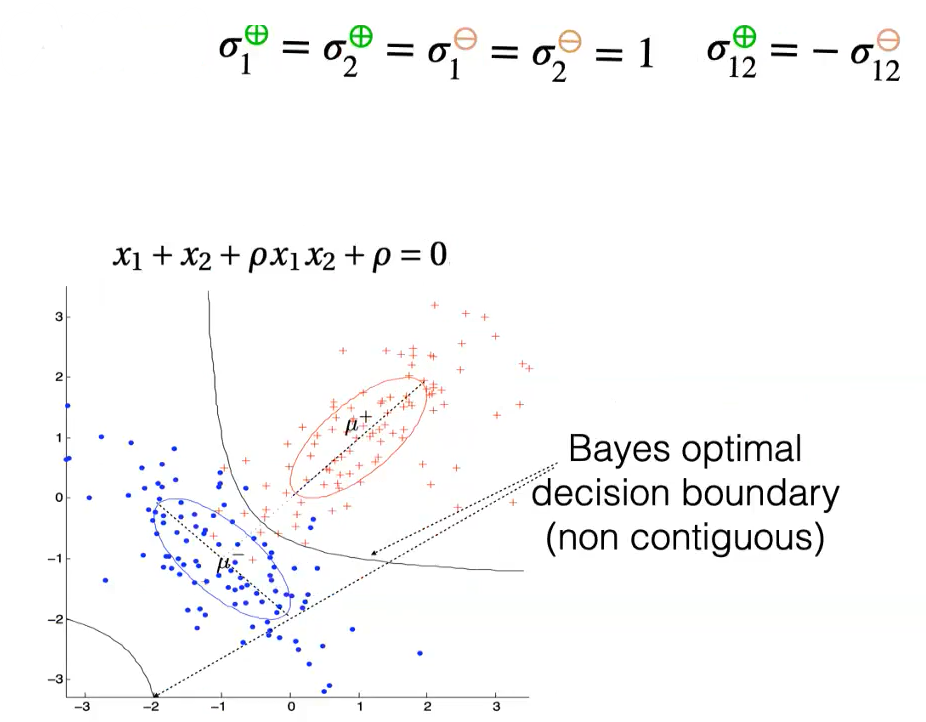 σ₁^⊕ = σ₂^⊕ = σ₁^⊖ = σ₂^⊖ = 1 σ₁₂^⊕ = − σ₁₂^⊖
x₁ + x₂ + ρx₁x₂ + ρ = 0
3
2
1
0
−1
−2
−3
μ⁺
μ⁻
Bayes optimal
decision boundary
(non contiguous)
−3 −2 −1 0 1 2 3